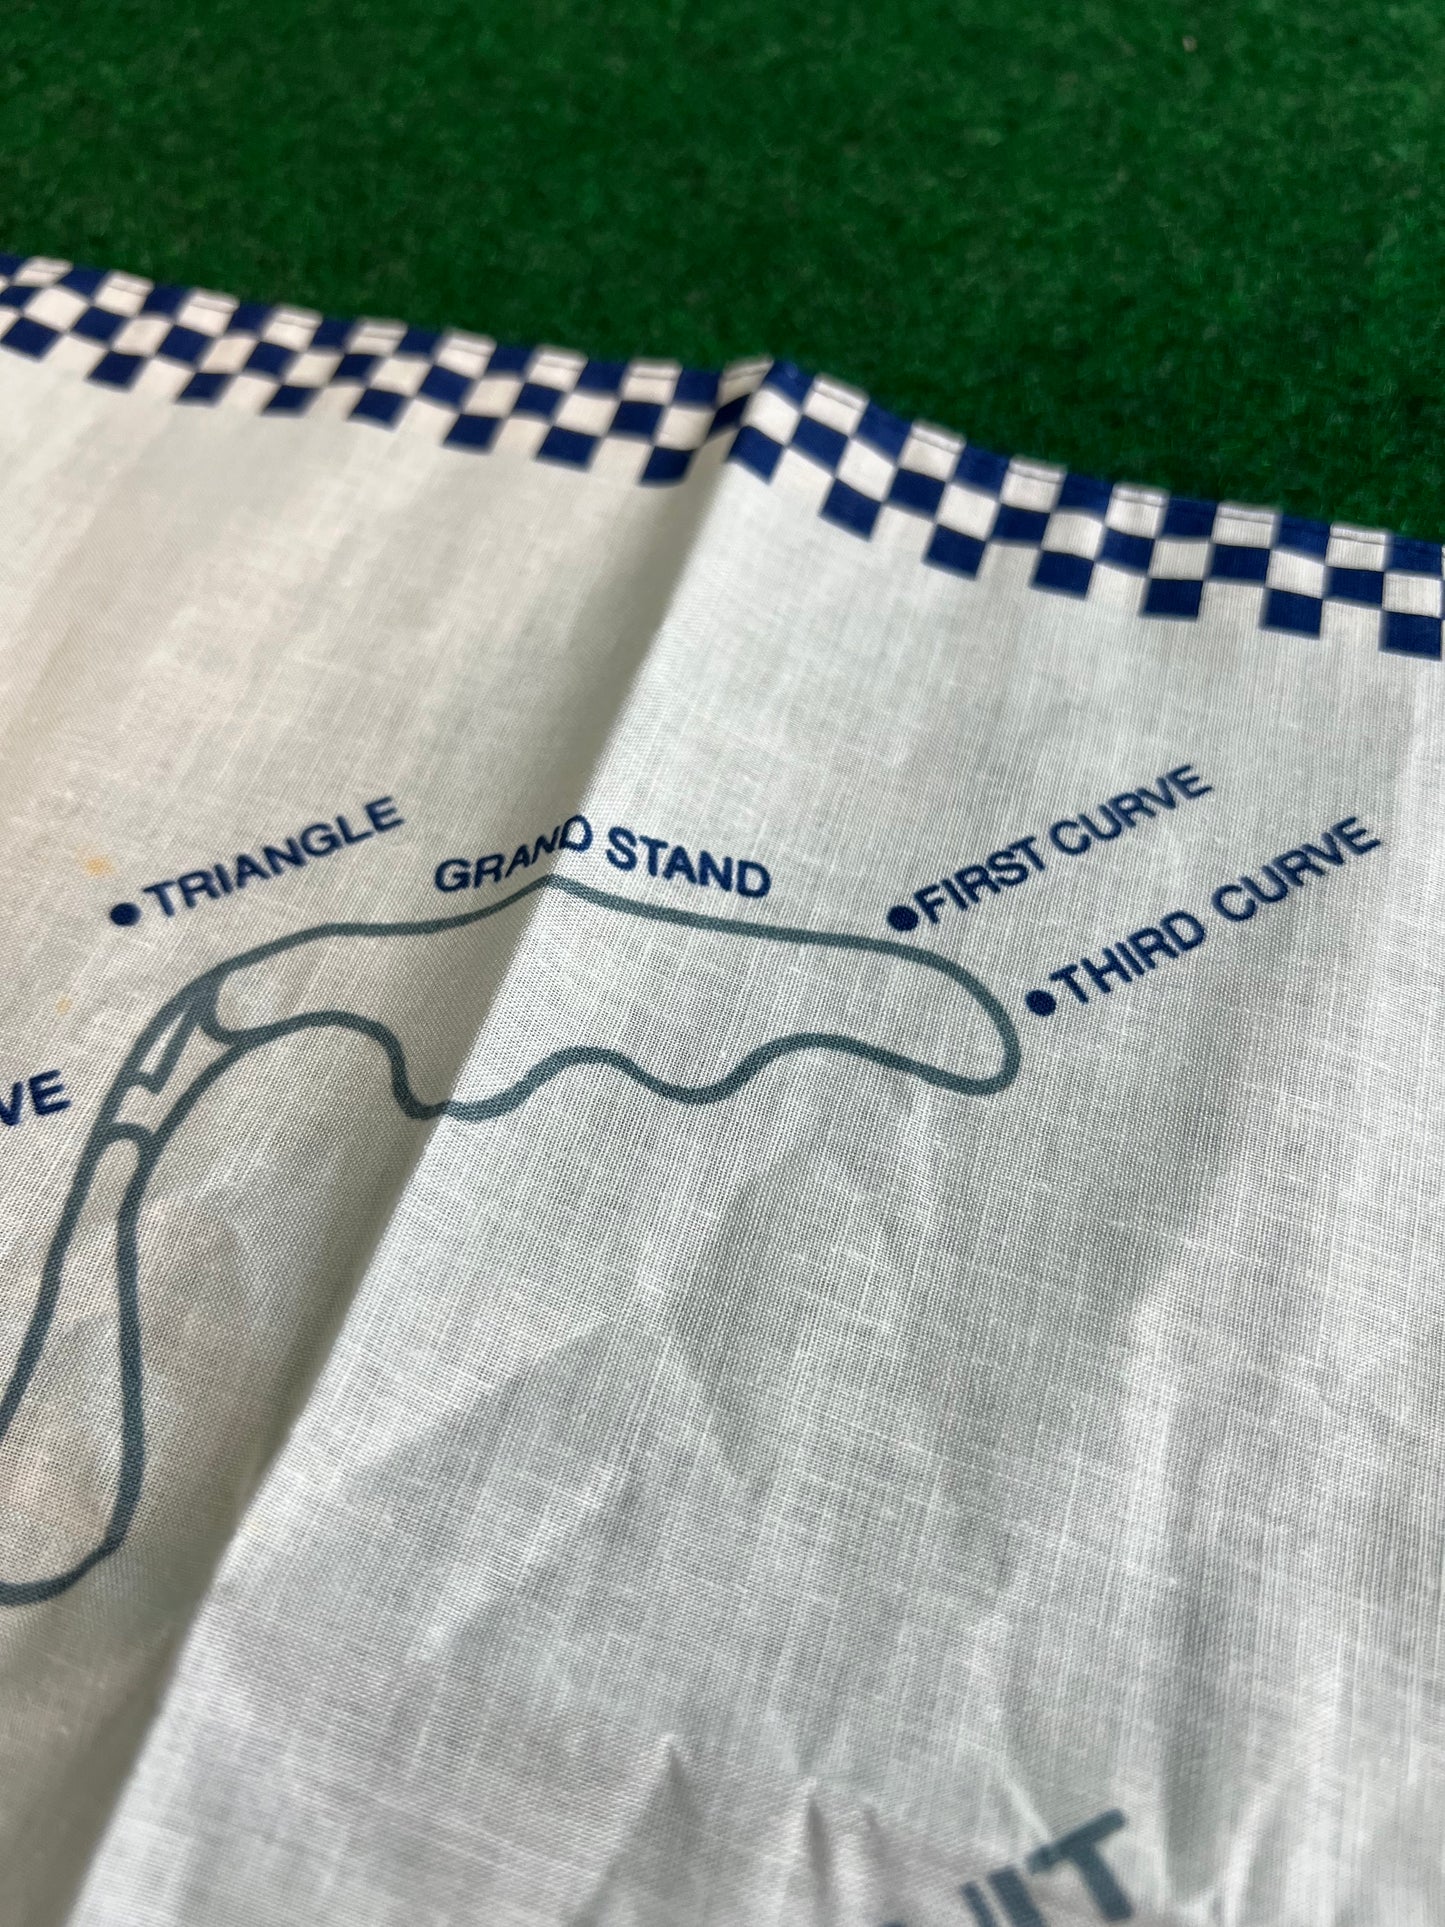 TRIANGLE
GRAND STAND
FIRST CURVE
THIRD CURVE